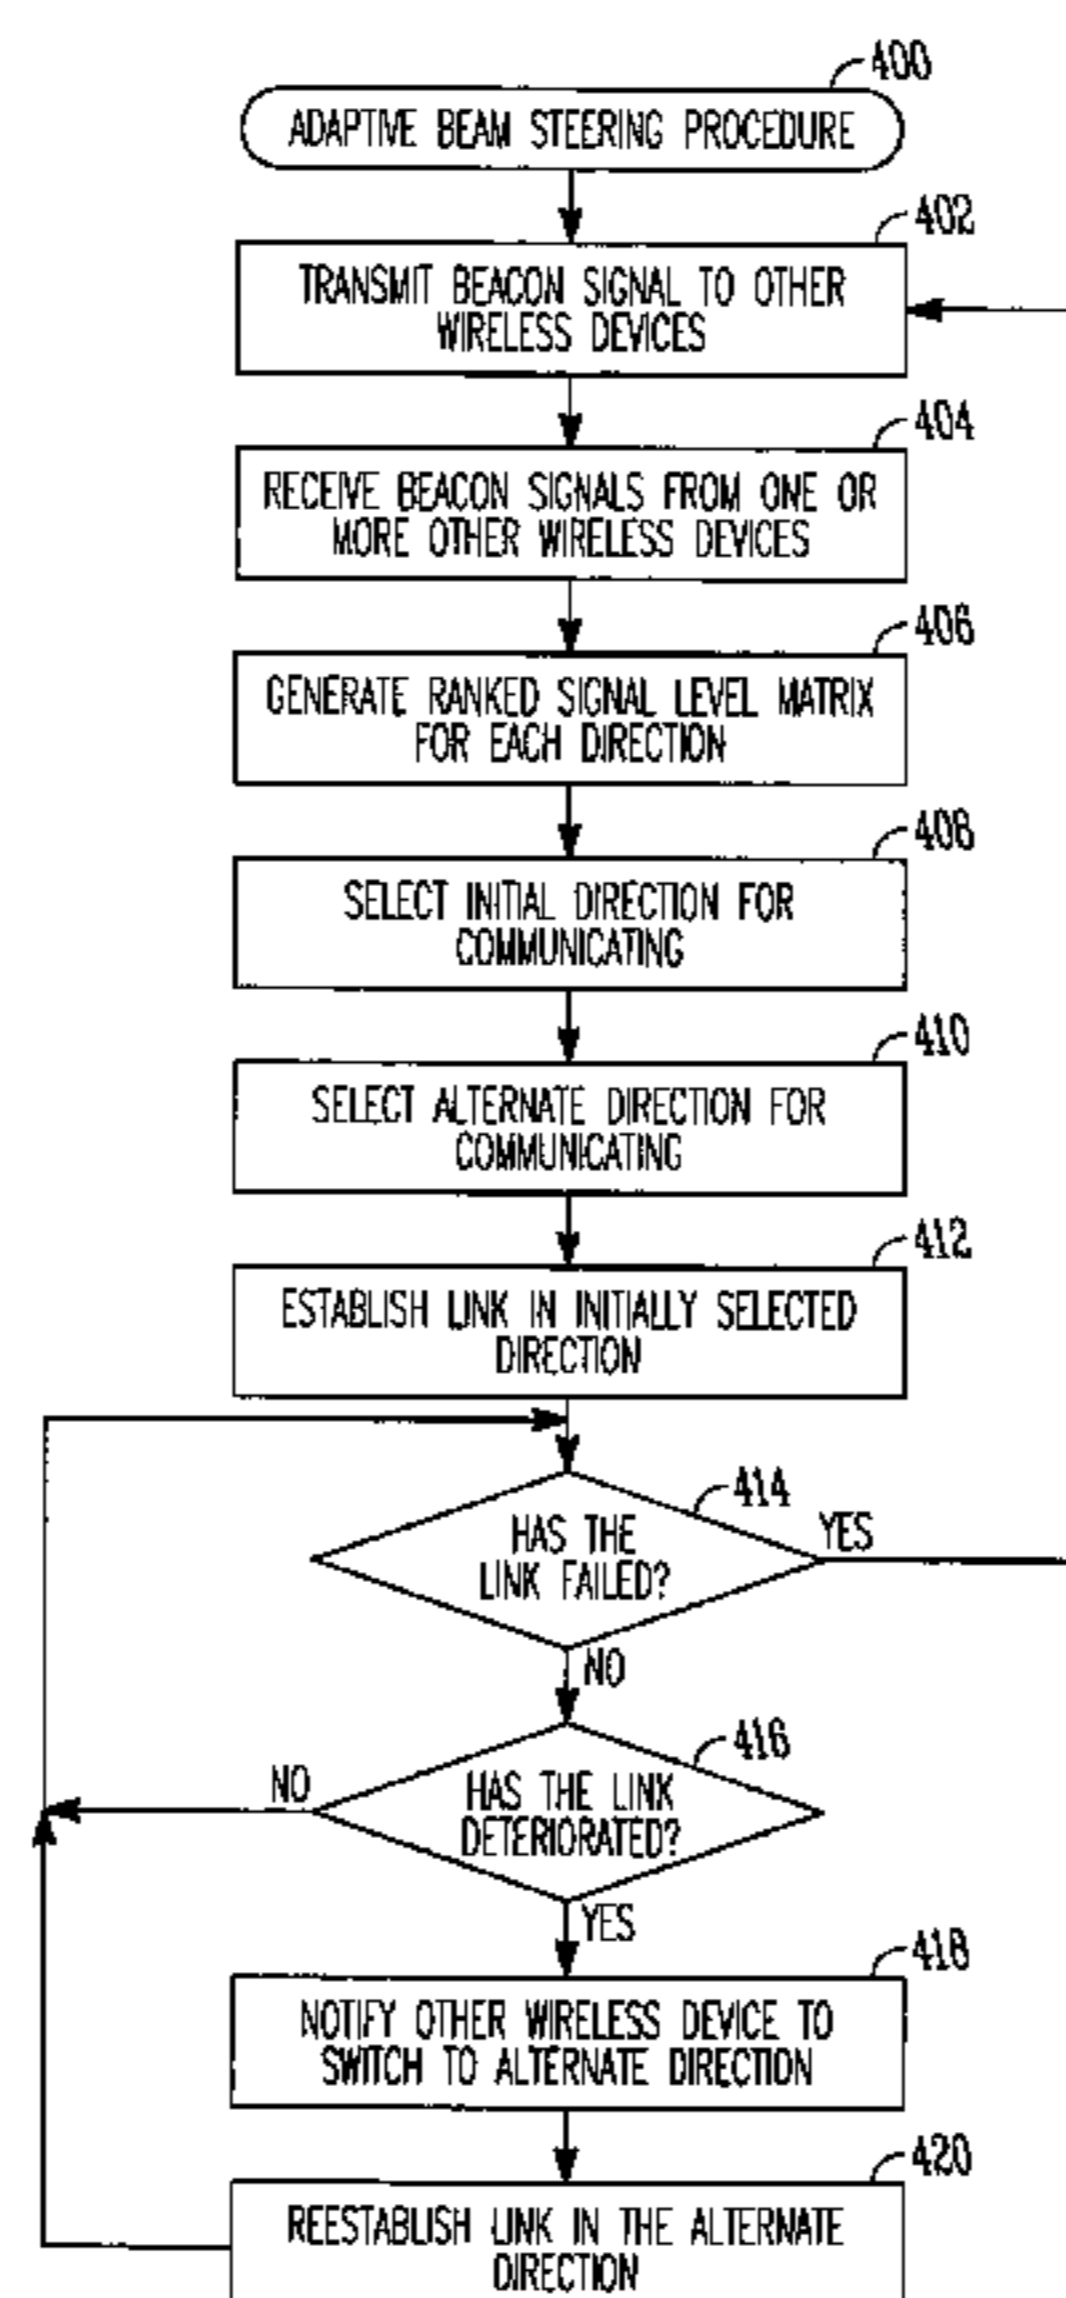 400
ADAPTIVE BEAM STEERING PROCEDURE
402
TRANSMIT BEACON SIGNAL TO OTHER
WIRELESS DEVICES
404
RECEIVE BEACON SIGNALS FROM ONE OR
MORE OTHER WIRELESS DEVICES
406
GENERATE RANKED SIGNAL LEVEL MATRIX
FOR EACH DIRECTION
408
SELECT INITIAL DIRECTION FOR
COMMUNICATING
410
SELECT ALTERNATE DIRECTION FOR
COMMUNICATING
412
ESTABLISH LINK IN INITIALLY SELECTED
DIRECTION
414
HAS THE
LINK FAILED?
YES
NO
416
HAS THE LINK
DETERIORATED?
NO
YES
418
NOTIFY OTHER WIRELESS DEVICE TO
SWITCH TO ALTERNATE DIRECTION
420
REESTABLISH LINK IN THE ALTERNATE
DIRECTION